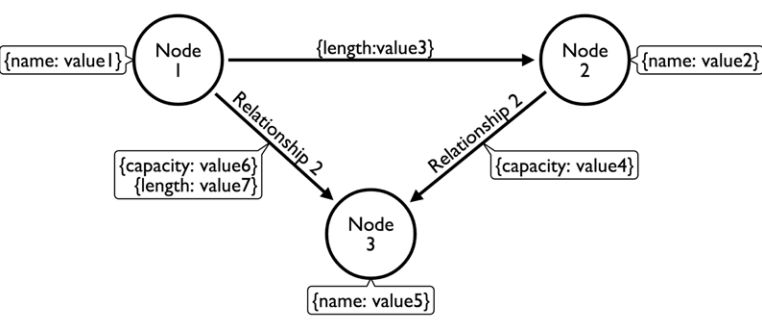 Node
1
{length:value3}
Node
2
{name: value1}
{name: value2}
Relationship 2
Relationship 2
{capacity: value6}
{length: value7}
{capacity: value4}
Node
3
{name: value5}